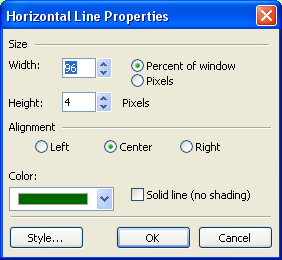 Horizontal Line Properties
Size
Width: 96 Percent of window
Pixels
Height: 4 Pixels
Alignment
Left Center Right
Color:
Solid line (no shading)
Style... OK Cancel